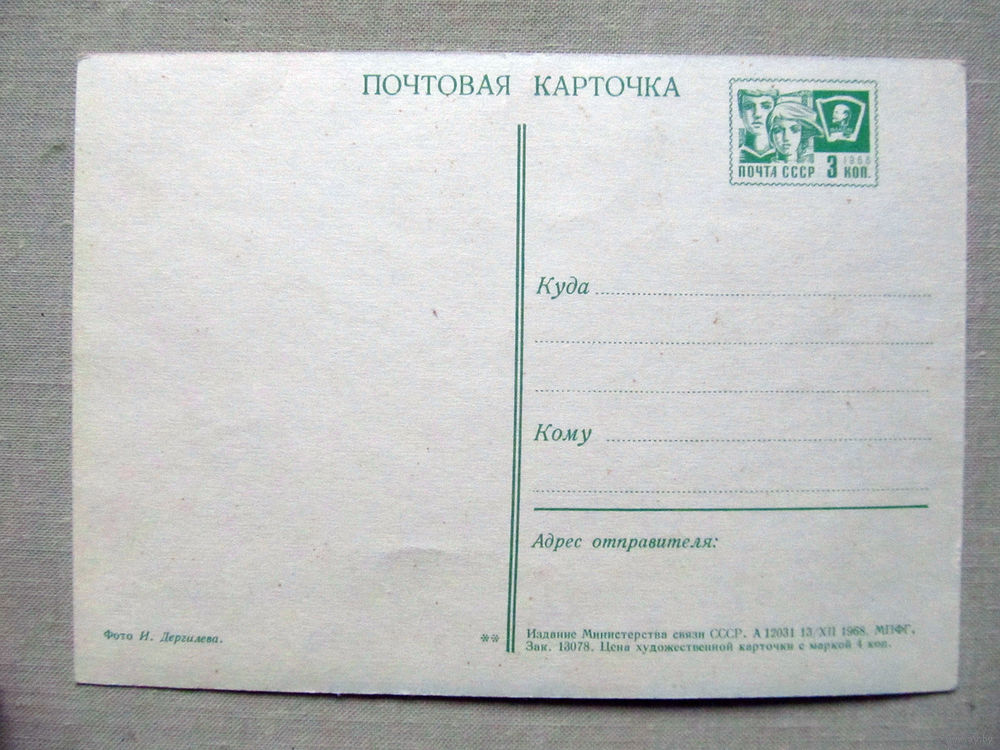 ПОЧТОВАЯ КАРТОЧКА
1966
ПОЧТА СССР 3 КОП.
Куда
Кому
Адрес отправителя:
Фото И. Дергилева.
** Издание Министерства связи СССР. А 12031 13/XII 1968. МПФГ.
Зак. 13078. Цена художественной карточки с маркой 4 коп.